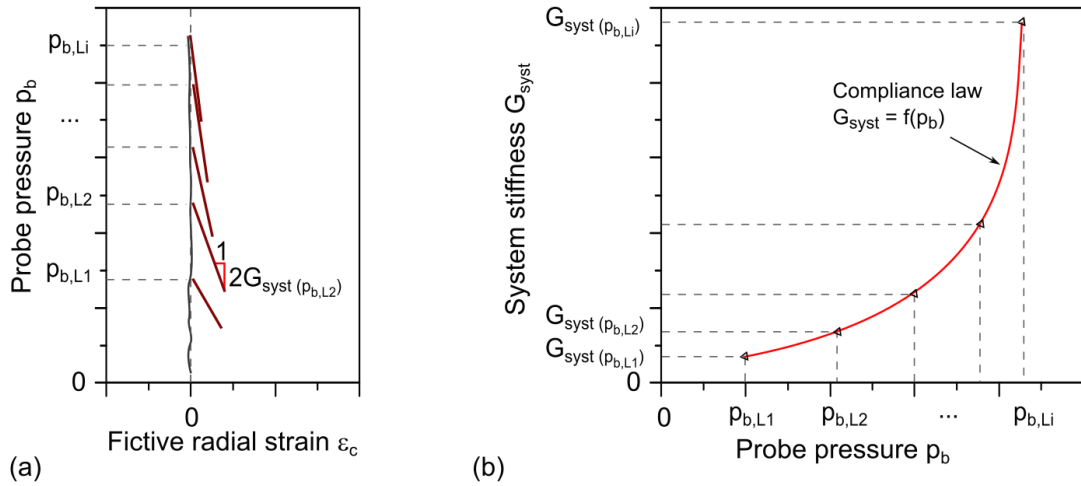 Probe pressure p_b
p_b,Li
...
p_b,L2
p_b,L1
0
1
2G_syst (p_b,L2)
0
Fictive radial strain ε_c
(a)
System stiffness G_syst
G_syst (p_b,Li)
G_syst (p_b,L2)
G_syst (p_b,L1)
0
Compliance law
G_syst = f(p_b)
0
p_b,L1
p_b,L2
...
p_b,Li
Probe pressure p_b
(b)